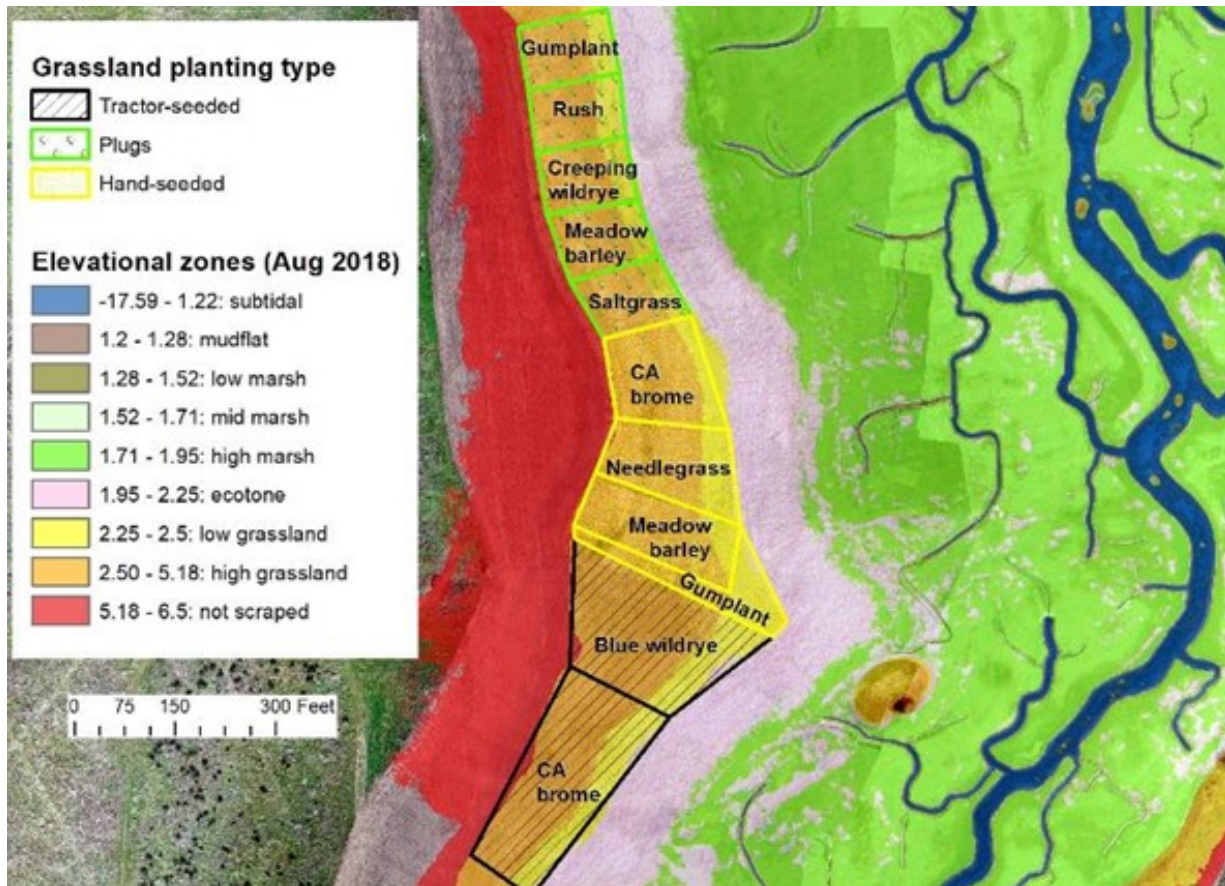 Grassland planting type
Tractor-seeded
Plugs
Hand-seeded
Elevational zones (Aug 2018)
-17.59 - 1.22: subtidal
1.2 - 1.28: mudflat
1.28 - 1.52: low marsh
1.52 - 1.71: mid marsh
1.71 - 1.95: high marsh
1.95 - 2.25: ecotone
2.25 - 2.5: low grassland
2.50 - 5.18: high grassland
5.18 - 6.5: not scraped
0 75 150 300 Feet
Gumplant
Rush
Creeping
wildrye
Meadow
barley
Saltgrass
CA
brome
Needlegrass
Meadow
barley
Gumplant
Blue wildrye
CA
brome